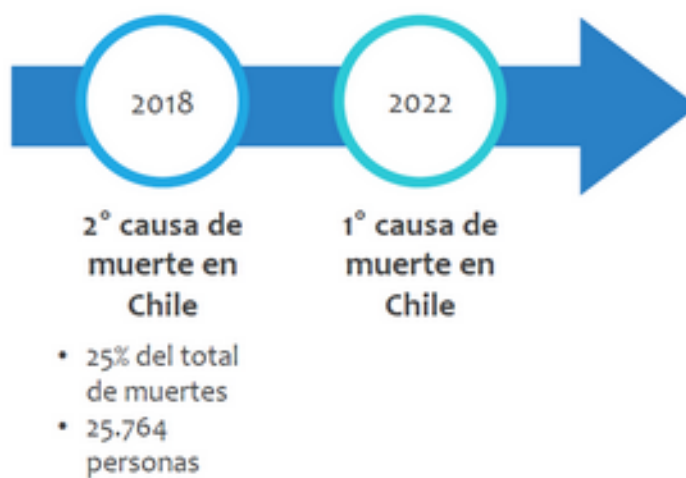 2018
2022
2° causa de
muerte en
Chile
1° causa de
muerte en
Chile
• 25% del total
de muertes
• 25.764
personas